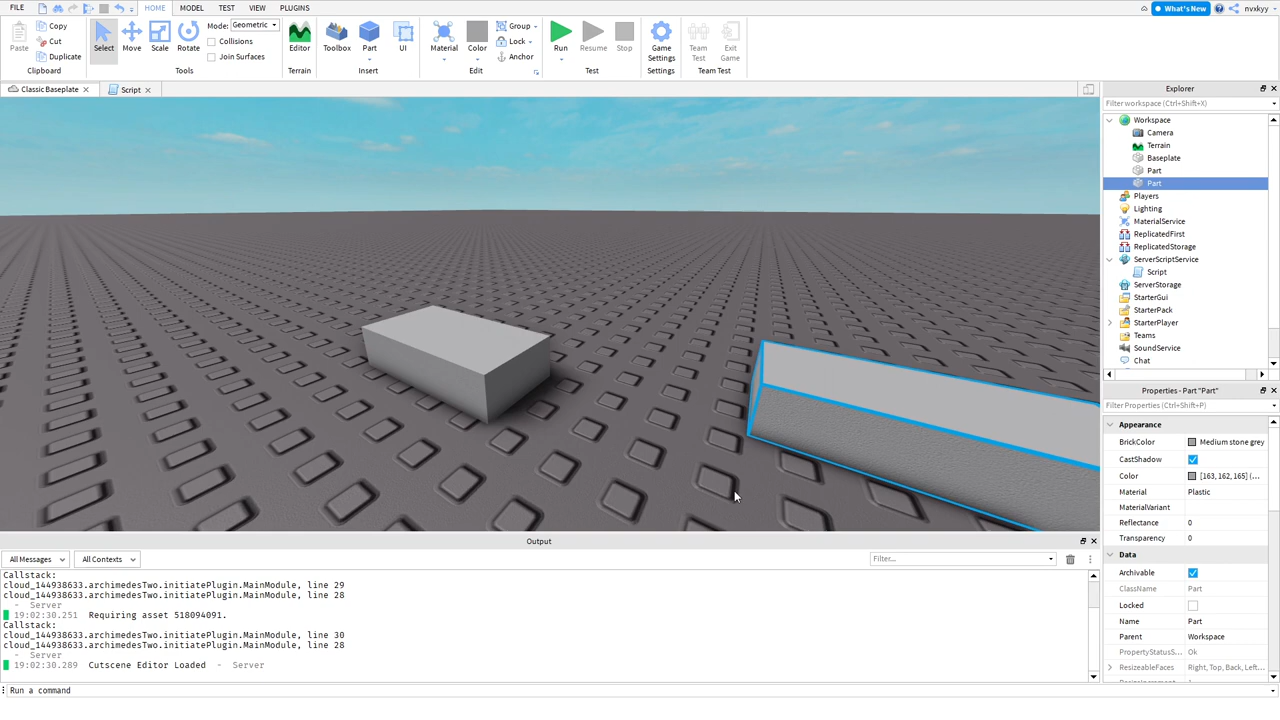 FILE HOME MODEL TEST VIEW PLUGINS What's New nvxkyy
Paste Copy Cut Duplicate Select Move Scale Rotate Mode: Geometric Collisions Join Surfaces Editor Toolbox Part UI Material Color Group Lock Anchor Run Resume Stop Game Settings Team Test Exit Game
Clipboard Tools Terrain Insert Edit Test Settings Team Test
Classic Baseplate Script
Explorer
Filter workspace (Ctrl+Shift+X)
Workspace
Camera
Terrain
Baseplate
Part
Part
Players
Lighting
MaterialService
ReplicatedFirst
ReplicatedStorage
ServerScriptService
Script
ServerStorage
StarterGui
StarterPack
StarterPlayer
Teams
SoundService
Chat
Properties - Part "Part"
Filter Properties (Ctrl+Shift+P)
Appearance
BrickColor Medium stone grey
CastShadow
Color [163, 162, 165] (...
Material Plastic
MaterialVariant
Reflectance 0
Transparency 0
Data
Archivable
ClassName Part
Locked
Name Part
Parent Workspace
PropertyStatusS... Ok
ResizeableFaces Right, Top, Back, Left...
Output
All Messages All Contexts Filter...
Callstack:
cloud_144938633.archimedesTwo.initiatePlugin.MainModule, line 29
cloud_144938633.archimedesTwo.initiatePlugin.MainModule, line 28
- Server
19:02:30.251 Requiring asset 518094091.
Callstack:
cloud_144938633.archimedesTwo.initiatePlugin.MainModule, line 30
cloud_144938633.archimedesTwo.initiatePlugin.MainModule, line 28
- Server
19:02:30.289 Cutscene Editor Loaded - Server
Run a command